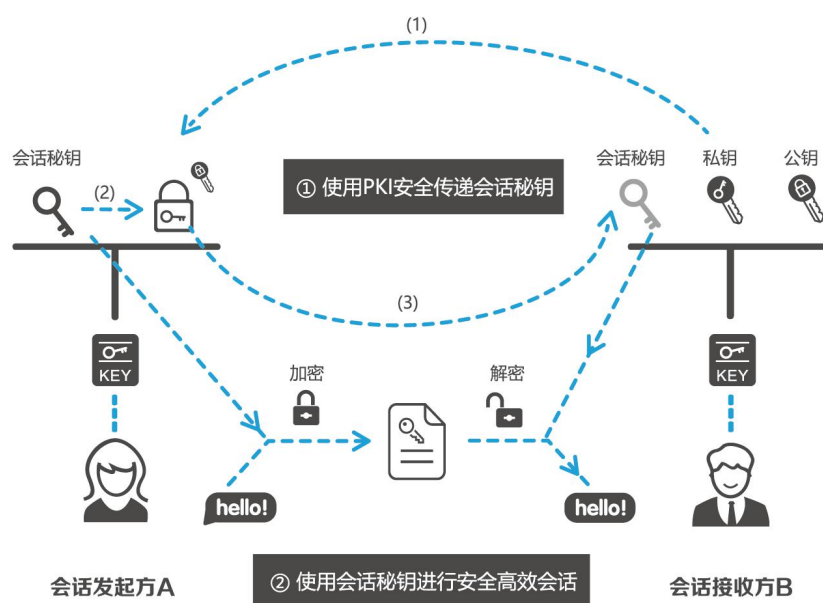 (1)
会话秘钥
(2)
① 使用PKI安全传递会话秘钥
会话秘钥
私钥
公钥
(3)
KEY
加密
解密
KEY
hello!
hello!
会话发起方A
② 使用会话秘钥进行安全高效会话
会话接收方B